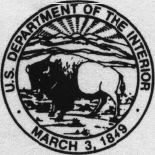 U.S. DEPARTMENT OF THE INTERIOR
MARCH 3, 1849